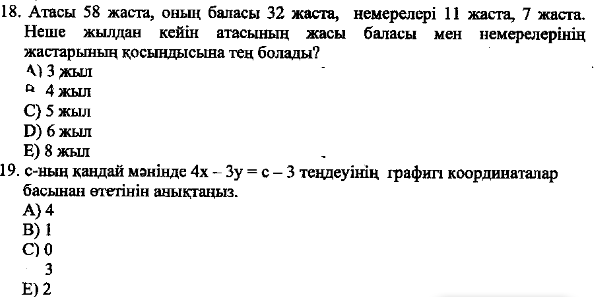 18. Атасы 58 жаста, оның баласы 32 жаста, немерелері 11 жаста, 7 жаста.
Неше жылдан кейін атасының жасы баласы мен немерелерінің
жастарының қосындысына тең болады?
A) 3 жыл
4 жыл
C) 5 жыл
D) 6 жыл
E) 8 жыл
19. с-ның қандай мәнінде 4x – 3y = c – 3 теңдеуінің графигі координаталар
басынан өтетінін анықтаңыз.
A) 4
B) 1
C) 0
3
E) 2